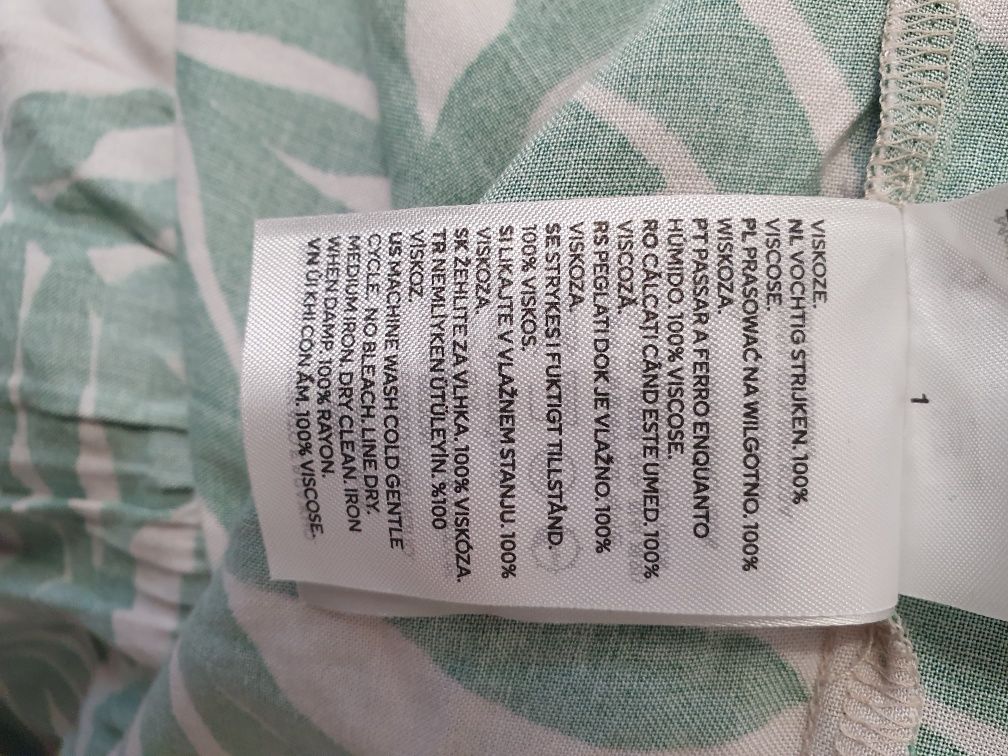 VISKOZE.
NL VOCHTIG STRIJKEN. 100%
VISCOSE.
PL PRASOWAĆ NA WILGOTNO. 100%
WISKOZA.
PT PASSAR A FERRO ENQUANTO
HÚMIDO. 100% VISCOSE.
RO CĂLCAȚI CÂND ESTE UMED. 100%
VISCOZĂ.
RS PEGLATI DOK JE VLAŽNO. 100%
VISKOZA.
SE STRYKES I FUKTIGT TILLSTÅND.
100% VISKOS.
SI LIKAJTE V VLAŽNEM STANJU. 100%
VISKOZA.
SK ŽEHLITE ZA VLHKA. 100% VISKÓZA.
TR NEMLİYKEN ÜTÜLEYİN. %100
VİSKOZ.
US MACHINE WASH COLD GENTLE
CYCLE. NO BLEACH. LINE DRY.
MEDIUM IRON. DRY CLEAN. IRON
WHEN DAMP. 100% RAYON.
VN ỦI KHI CÒN ẨM. 100% VISCOSE.
1